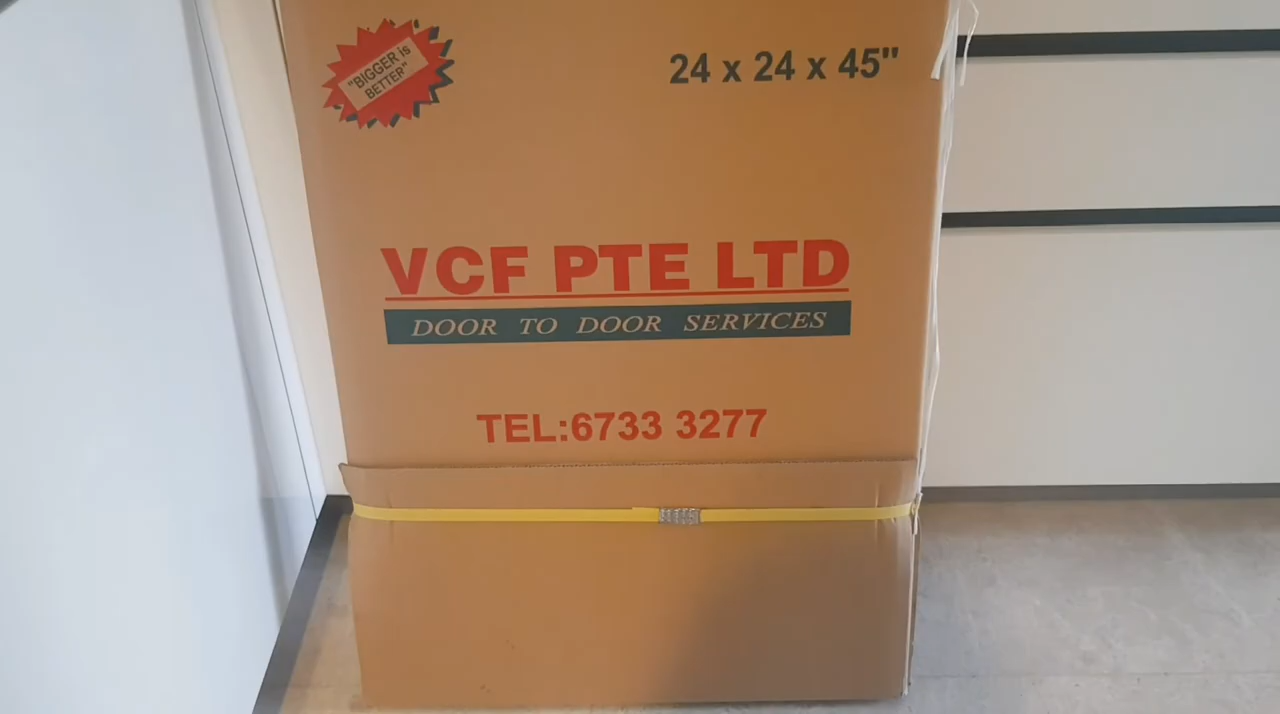 "BIGGER is
BETTER"
24 x 24 x 45"
VCF PTE LTD
DOOR TO DOOR SERVICES
TEL:6733 3277